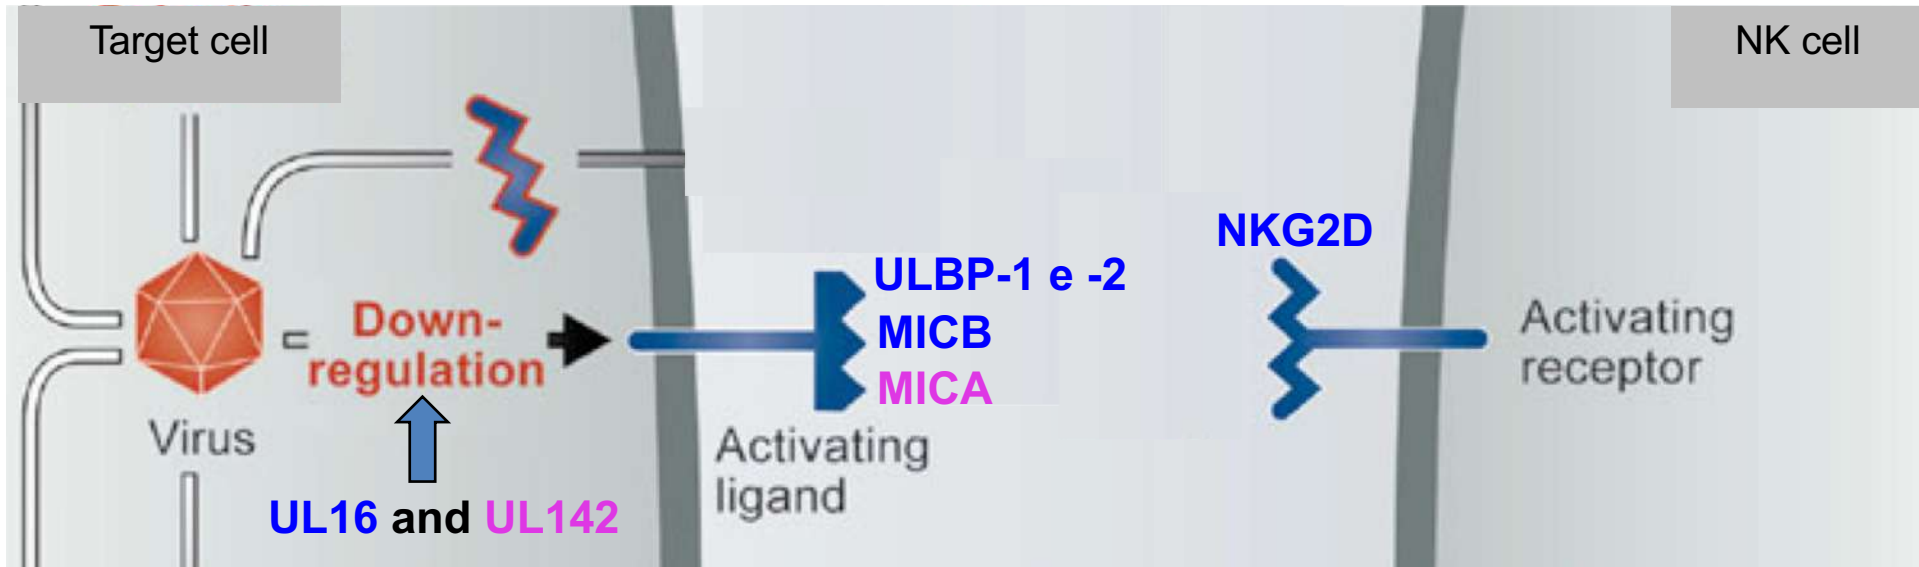 Target cell
NK cell
NKG2D
ULBP-1 e -2
MICB
MICA
Down-
regulation
Activating
receptor
Virus
Activating
ligand
UL16 and UL142